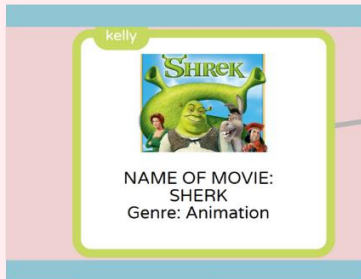 kelly
SHREK
NAME OF MOVIE:
SHERK
Genre: Animation